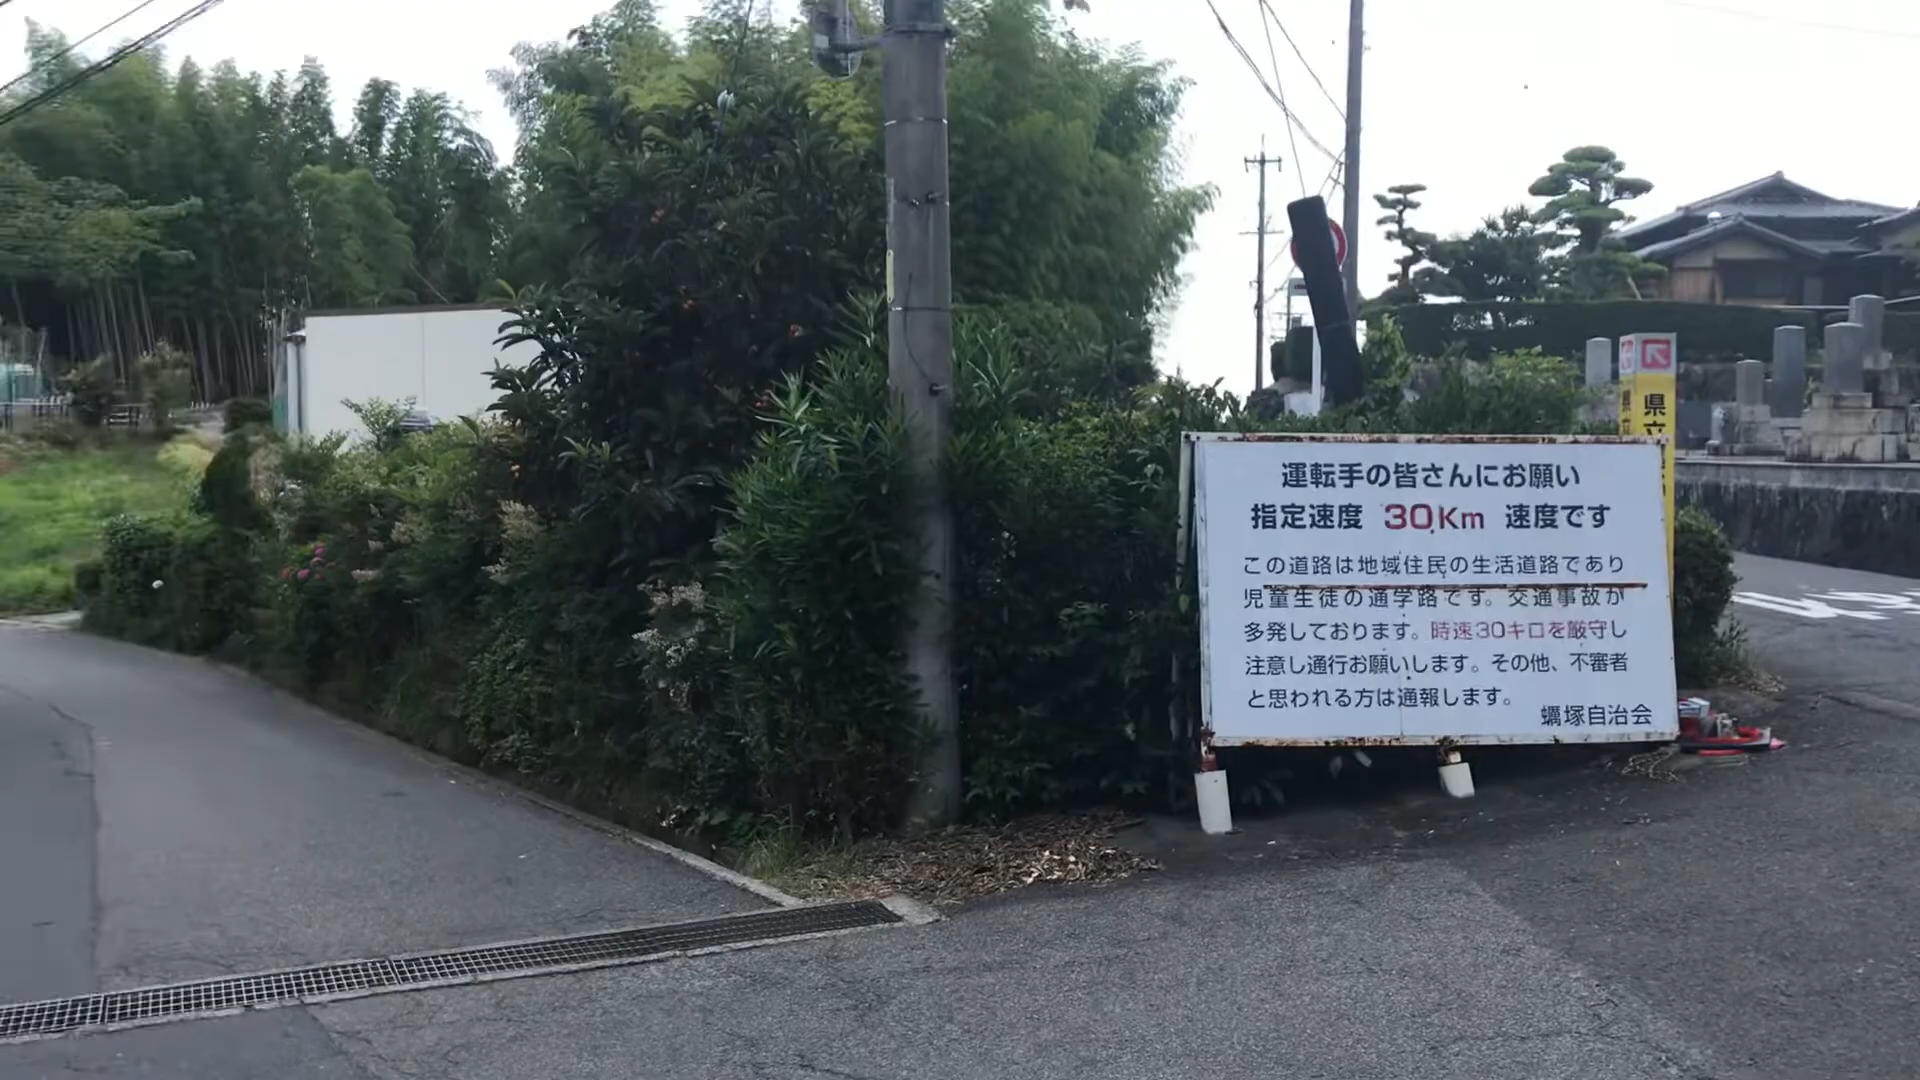 運転手の皆さんにお願い
指定速度 30Km 速度です
この道路は地域住民の生活道路であり
児童生徒の通学路です。交通事故が
多発しております。時速30キロを厳守し
注意し通行お願いします。その他、不審者
と思われる方は通報します。
蠣塚自治会
県立